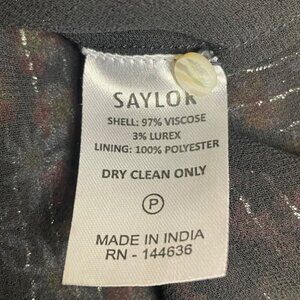 SAYLOR
SHELL: 97% VISCOSE
3% LUREX
LINING: 100% POLYESTER
DRY CLEAN ONLY
P
MADE IN INDIA
RN - 144636